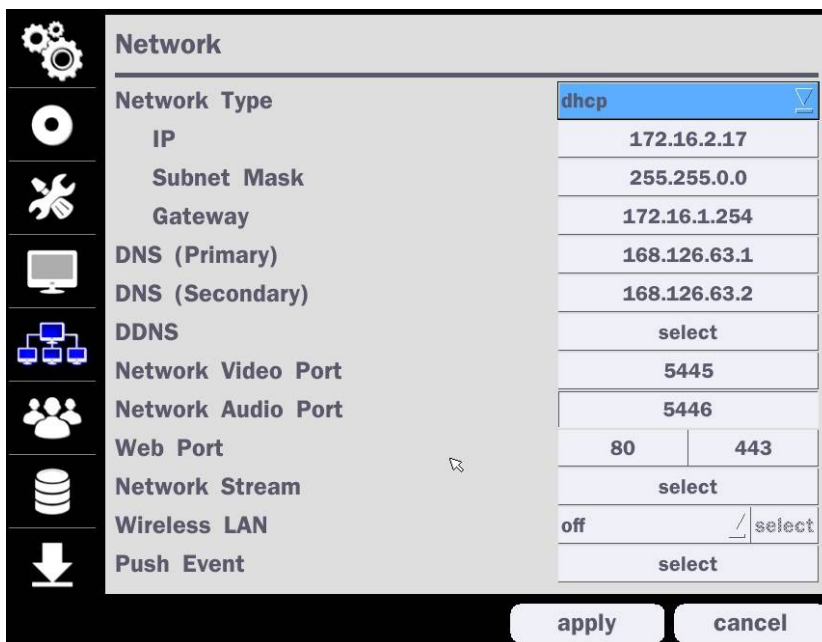 Network
Network Type dhcp
IP 172.16.2.17
Subnet Mask 255.255.0.0
Gateway 172.16.1.254
DNS (Primary) 168.126.63.1
DNS (Secondary) 168.126.63.2
DDNS select
Network Video Port 5445
Network Audio Port 5446
Web Port 80 443
Network Stream select
Wireless LAN off select
Push Event select
apply cancel